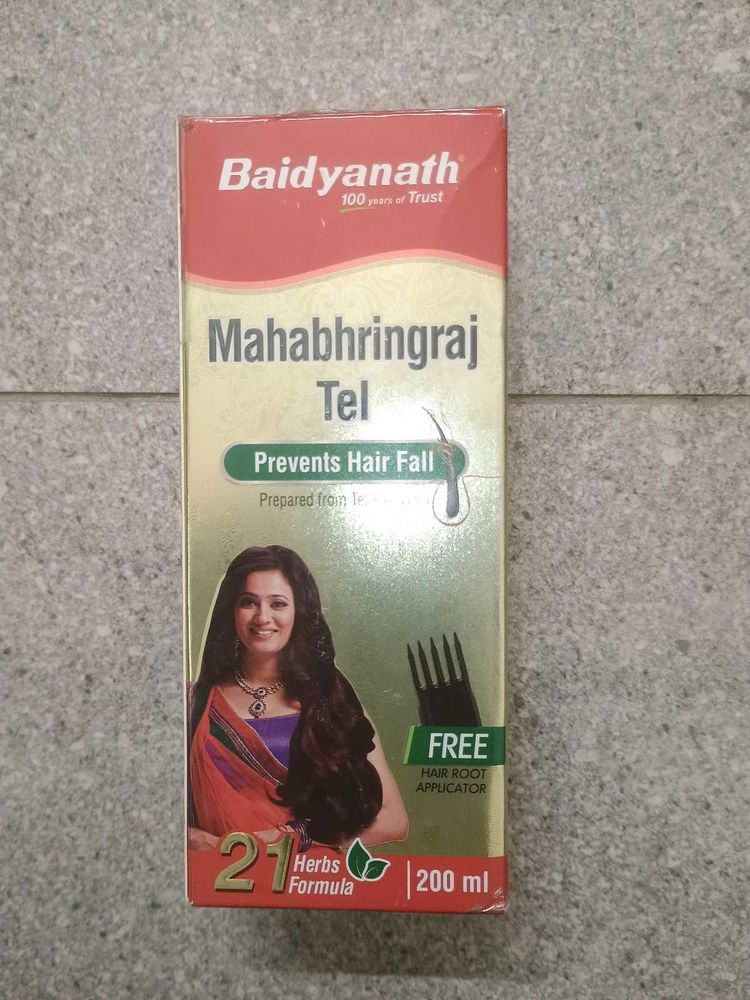 Baidyanath®
100 years of Trust
Mahabhringraj
Tel
Prevents Hair Fall
Prepared from
FREE
HAIR ROOT
APPLICATOR
21 Herbs
Formula
200 ml